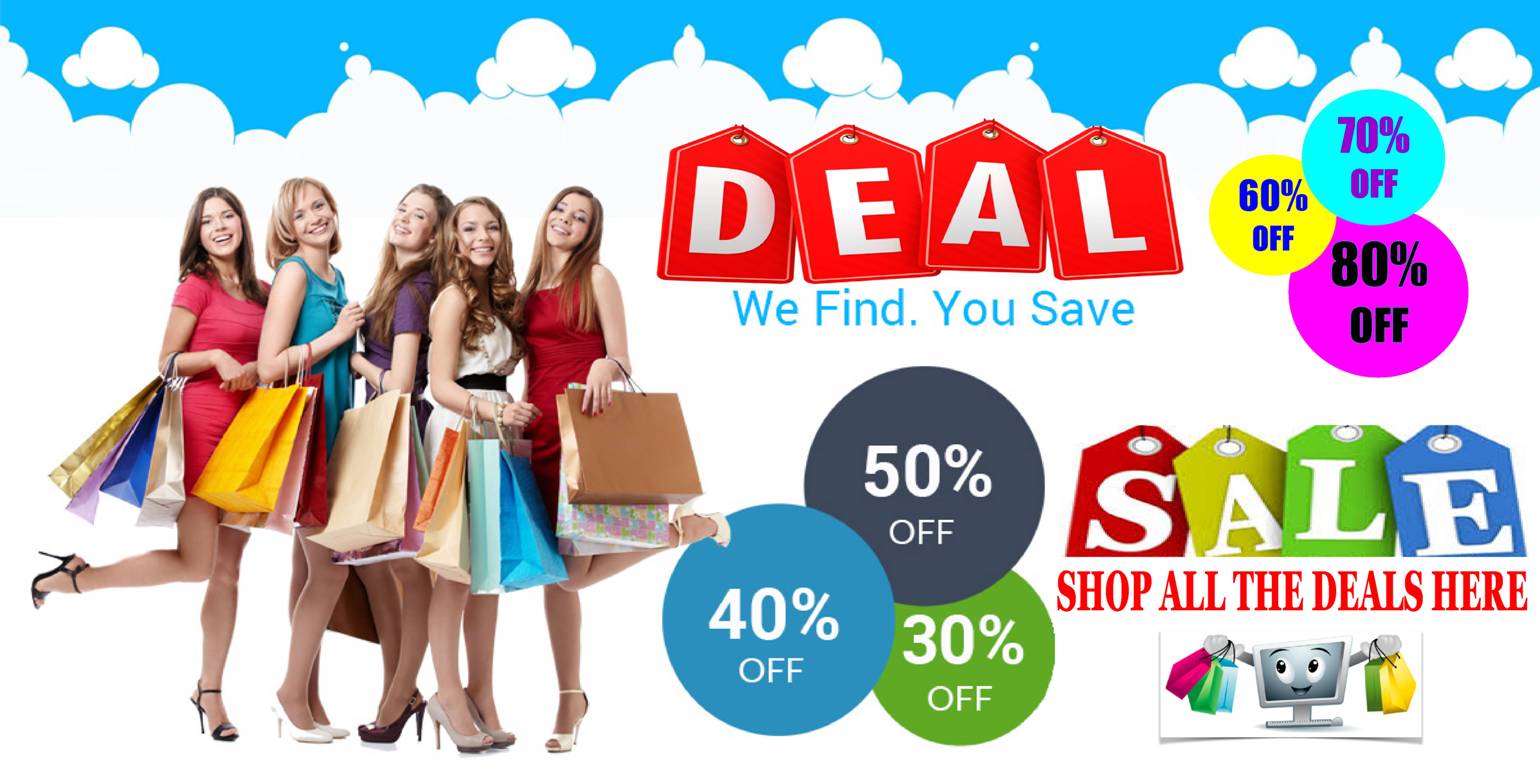 DEAL
We Find. You Save
70%
OFF
60%
OFF
80%
OFF
50%
OFF
40%
OFF
30%
OFF
SALE
SHOP ALL THE DEALS HERE